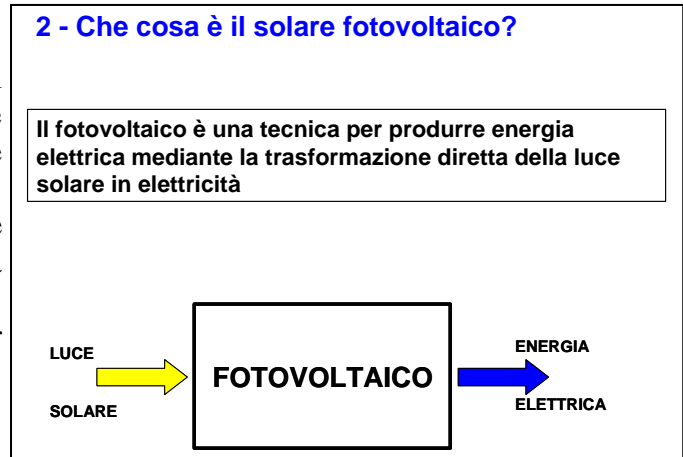 2 - Che cosa è il solare fotovoltaico?
Il fotovoltaico è una tecnica per produrre energia
elettrica mediante la trasformazione diretta della luce
solare in elettricità
LUCE
SOLARE
FOTOVOLTAICO
ENERGIA
ELETTRICA